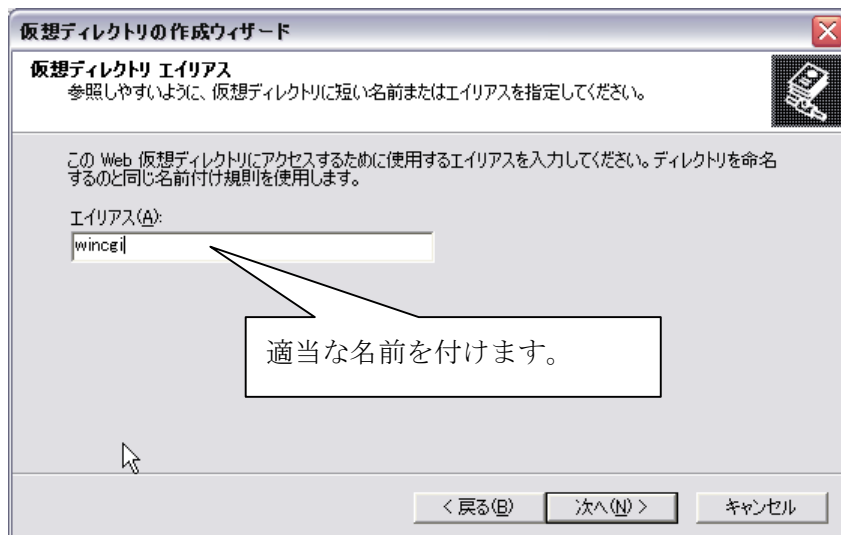 仮想ディレクトリの作成ウィザード
仮想ディレクトリ エイリアス
参照しやすいように、仮想ディレクトリに短い名前またはエイリアスを指定してください。
この Web 仮想ディレクトリにアクセスするために使用するエイリアスを入力してください。ディレクトリを命名
するのと同じ名前付け規則を使用します。
エイリアス(A):
wincgi
適当な名前を付けます。
< 戻る(B)
次へ(N) >
キャンセル